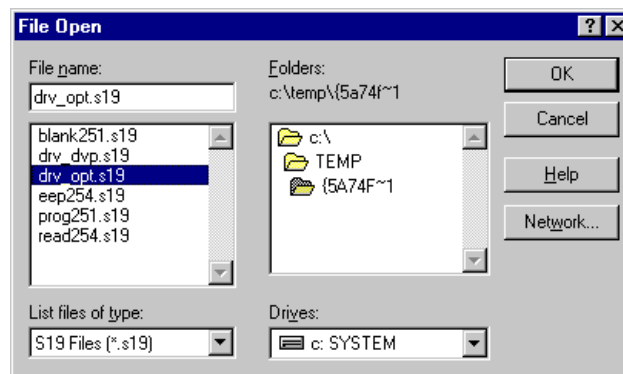 File Open
File name:
drv_opt.s19
blank251.s19
drv_dvp.s19
drv_opt.s19
eep254.s19
prog251.s19
read254.s19
List files of type:
S19 Files (*.s19)
Folders:
c:\temp\{5a74f~1
c:\
TEMP
{5A74F~1
Drives:
c: SYSTEM
OK
Cancel
Help
Network...